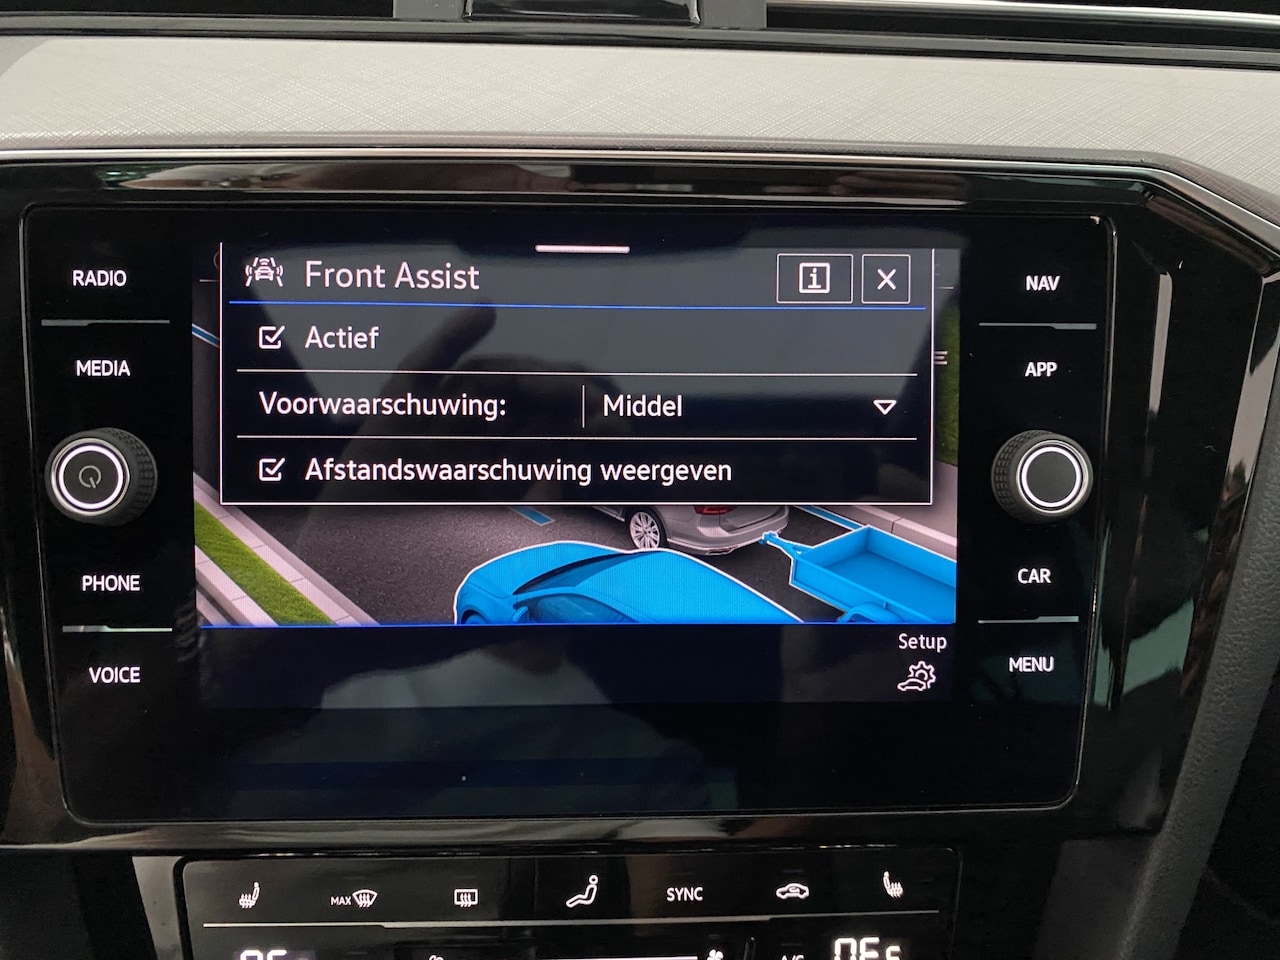 RADIO
MEDIA
PHONE
VOICE
Front Assist
i
Actief
Voorwaarschuwing: Middel
Afstandswaarschuwing weergeven
Setup
NAV
APP
CAR
MENU
MAX
SYNC
A/C